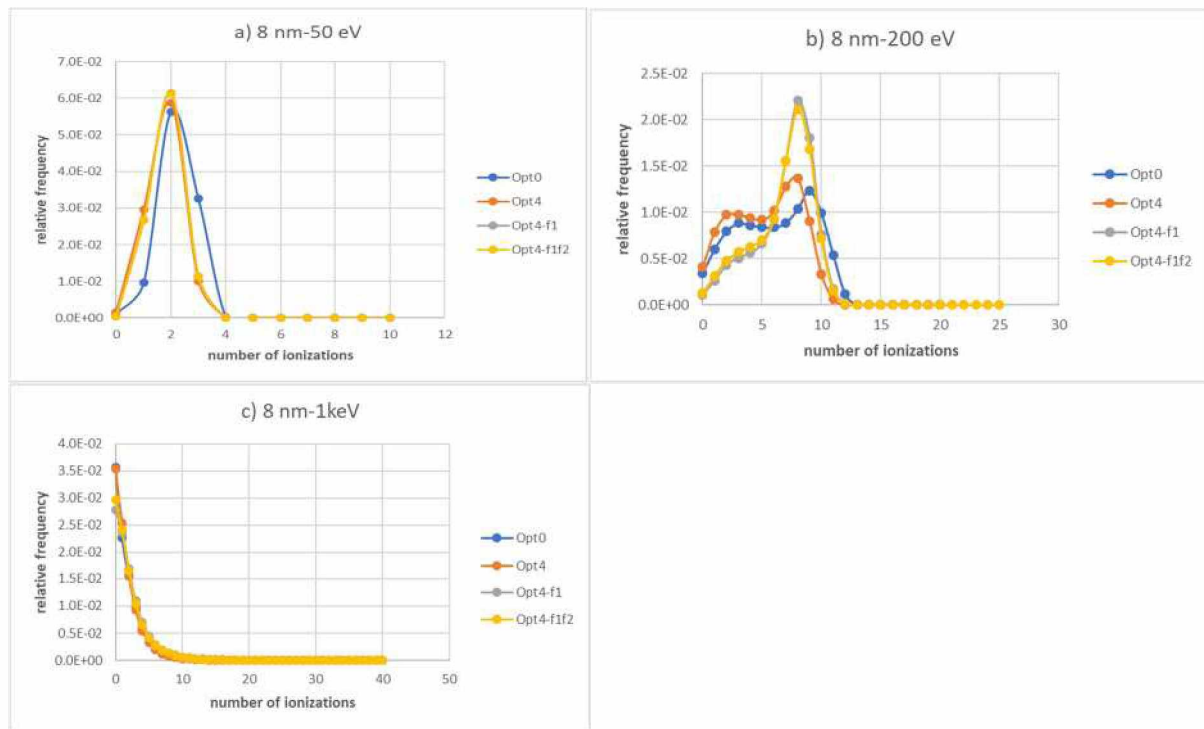 a) 8 nm-50 eV
7.0E-02
6.0E-02
5.0E-02
4.0E-02
3.0E-02
2.0E-02
1.0E-02
0.0E+00
relative frequency
0 2 4 6 8 10 12
number of ionizations
Opt0
Opt4
Opt4-f1
Opt4-f1f2
b) 8 nm-200 eV
2.5E-02
2.0E-02
1.5E-02
1.0E-02
0.5E-02
0.0E+00
relative frequency
0 5 10 15 20 25 30
number of ionizations
Opt0
Opt4
Opt4-f1
Opt4-f1f2
c) 8 nm-1keV
4.0E-02
3.5E-02
3.0E-02
2.5E-02
2.0E-02
1.5E-02
1.0E-02
0.5E-02
0.0E+00
relative frequency
0 10 20 30 40 50
number of ionizations
Opt0
Opt4
Opt4-f1
Opt4-f1f2